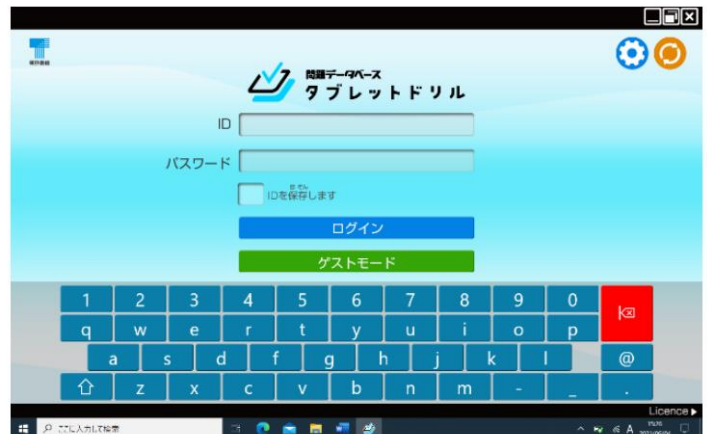 問題データベース
タブレットドリル
ID
パスワード
ほぞん
IDを保存します
ログイン
ゲストモード
1 2 3 4 5 6 7 8 9 0
q w e r t y u i o p
a s d f g h j k l @
z x c v b n m - _ .
Licence
ここに入力して検索
A